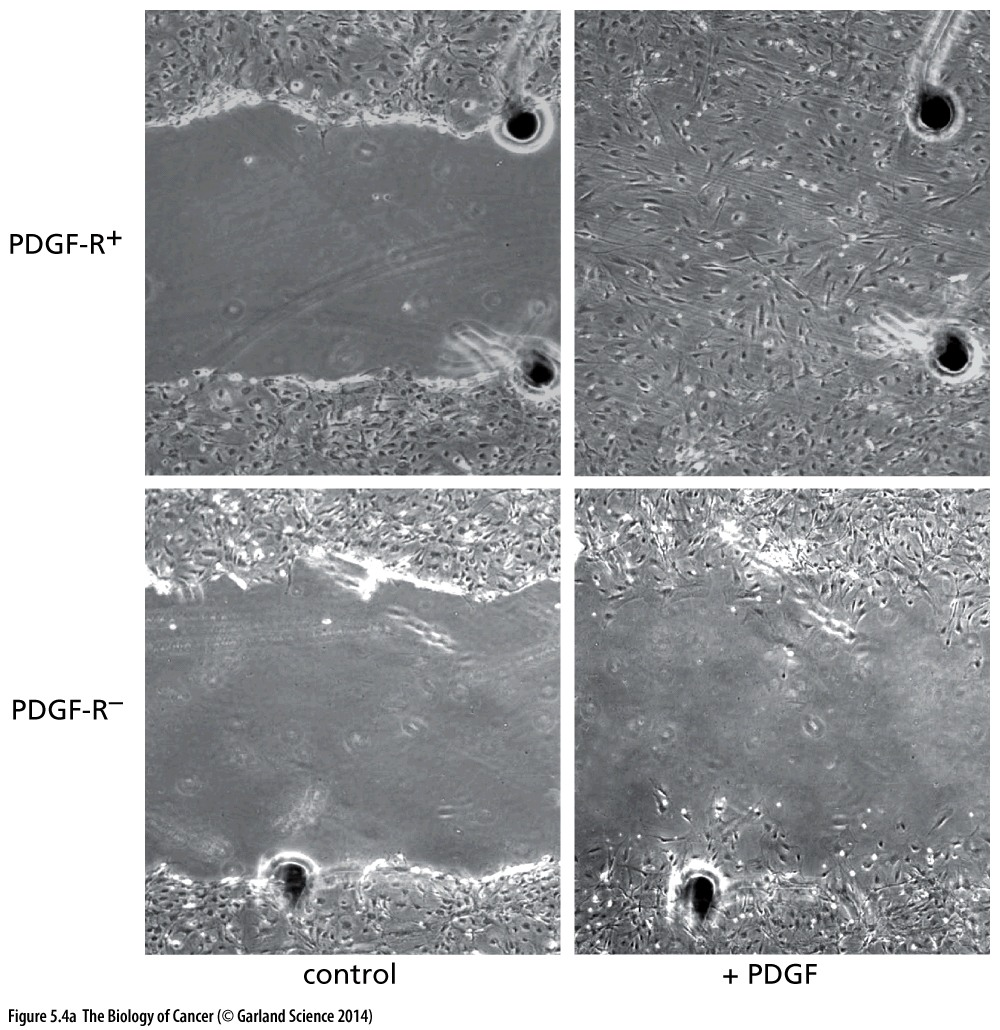 PDGF-R+
PDGF-R–
control
+ PDGF
Figure 5.4a The Biology of Cancer (© Garland Science 2014)